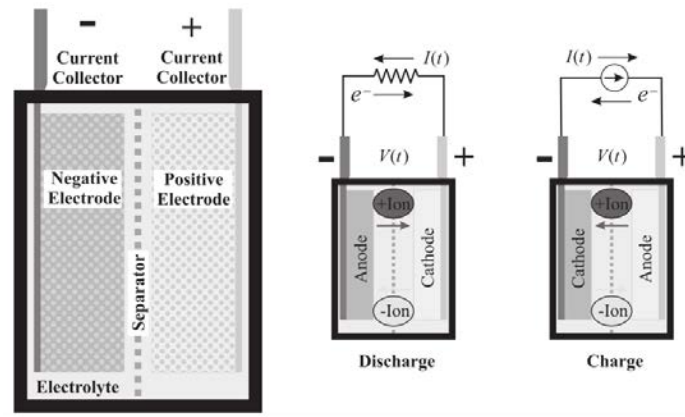 - +
Current Current
Collector Collector
Negative Positive
Electrode Electrode
Separator
Electrolyte
I(t)
e⁻
- V(t) +
+Ion
Anode Cathode
-Ion
Discharge
I(t)
e⁻
- V(t) +
+Ion
Cathode Anode
-Ion
Charge